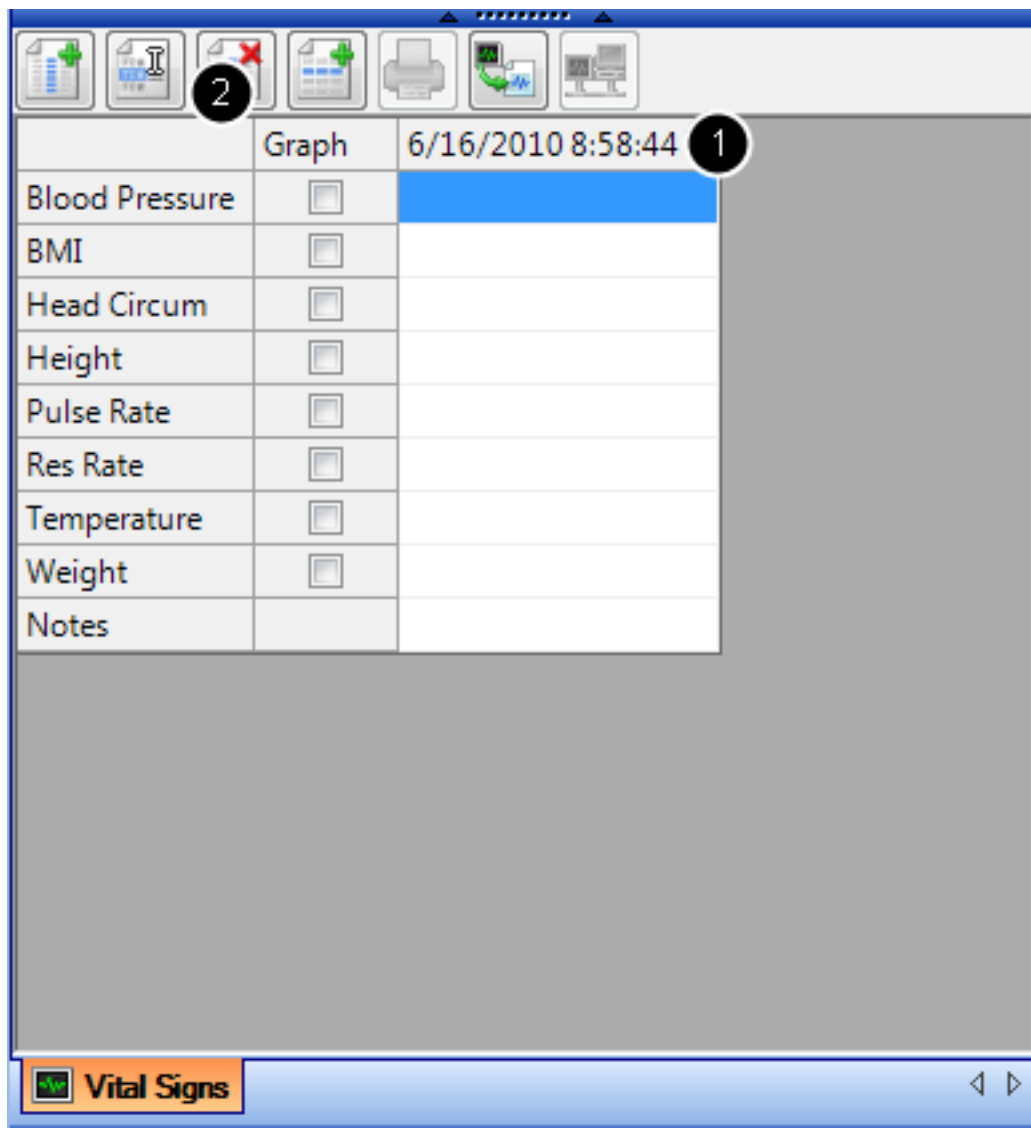 2
Graph 6/16/2010 8:58:44 1
Blood Pressure
BMI
Head Circum
Height
Pulse Rate
Res Rate
Temperature
Weight
Notes
Vital Signs